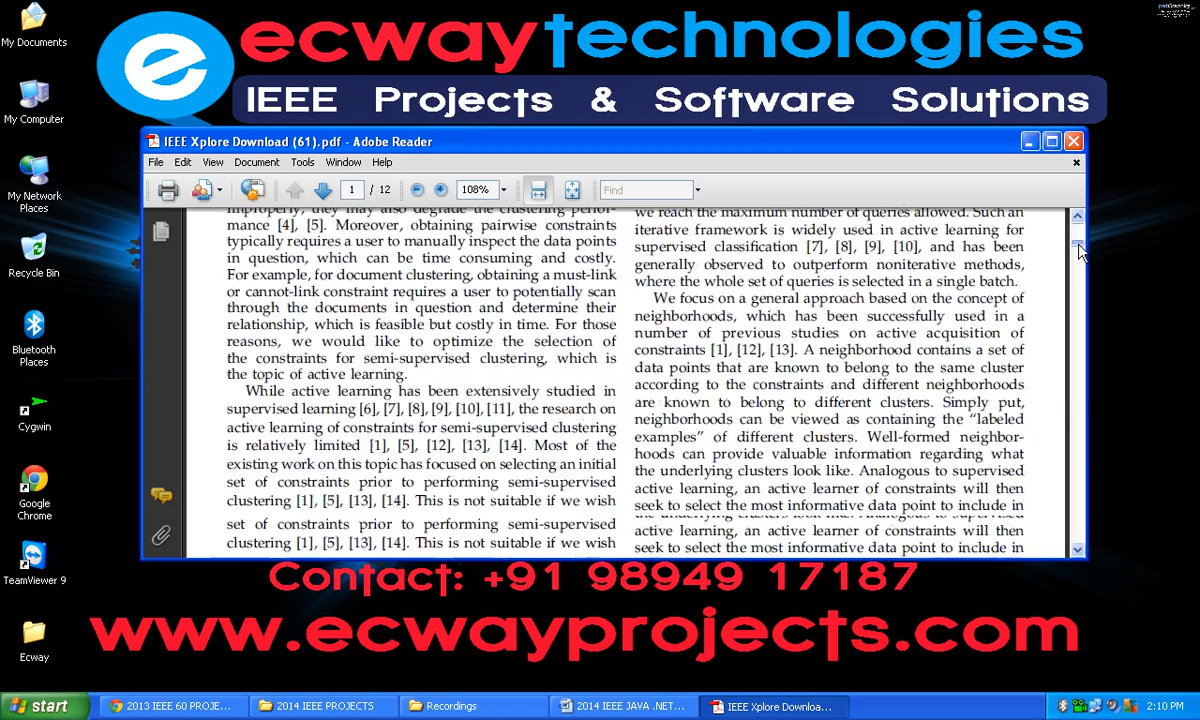 My Documents
My Computer
My Network
Places
Recycle Bin
Bluetooth
Places
Cygwin
Google
Chrome
TeamViewer 9
Ecway
e ecwaytechnologies
IEEE Projects & Software Solutions
IEEE Xplore Download (61).pdf - Adobe Reader
File Edit View Document Tools Window Help
1 / 12 108% Find
improperly, they may also degrade the clustering perfor-
mance [4], [5]. Moreover, obtaining pairwise constraints
typically requires a user to manually inspect the data points
in question, which can be time consuming and costly.
For example, for document clustering, obtaining a must-link
or cannot-link constraint requires a user to potentially scan
through the documents in question and determine their
relationship, which is feasible but costly in time. For those
reasons, we would like to optimize the selection of
the constraints for semi-supervised clustering, which is
the topic of active learning.
While active learning has been extensively studied in
supervised learning [6], [7], [8], [9], [10], [11], the research on
active learning of constraints for semi-supervised clustering
is relatively limited [1], [5], [12], [13], [14]. Most of the
existing work on this topic has focused on selecting an initial
set of constraints prior to performing semi-supervised
clustering [1], [5], [13], [14]. This is not suitable if we wish
set of constraints prior to performing semi-supervised
clustering [1], [5], [13], [14]. This is not suitable if we wish
we reach the maximum number of queries allowed. Such an
iterative framework is widely used in active learning for
supervised classification [7], [8], [9], [10], and has been
generally observed to outperform noniterative methods,
where the whole set of queries is selected in a single batch.
We focus on a general approach based on the concept of
neighborhoods, which has been successfully used in a
number of previous studies on active acquisition of
constraints [1], [12], [13]. A neighborhood contains a set of
data points that are known to belong to the same cluster
according to the constraints and different neighborhoods
are known to belong to different clusters. Simply put,
neighborhoods can be viewed as containing the “labeled
examples” of different clusters. Well-formed neighbor-
hoods can provide valuable information regarding what
the underlying clusters look like. Analogous to supervised
active learning, an active learner of constraints will then
seek to select the most informative data point to include in
active learning, an active learner of constraints will then
seek to select the most informative data point to include in
Contact: +91 98949 17187
www.ecwayprojects.com
start 2013 IEEE 60 PROJE... 2014 IEEE PROJECTS Recordings 2014 IEEE JAVA .NET,... IEEE Xplore Downloa... 2:10 PM